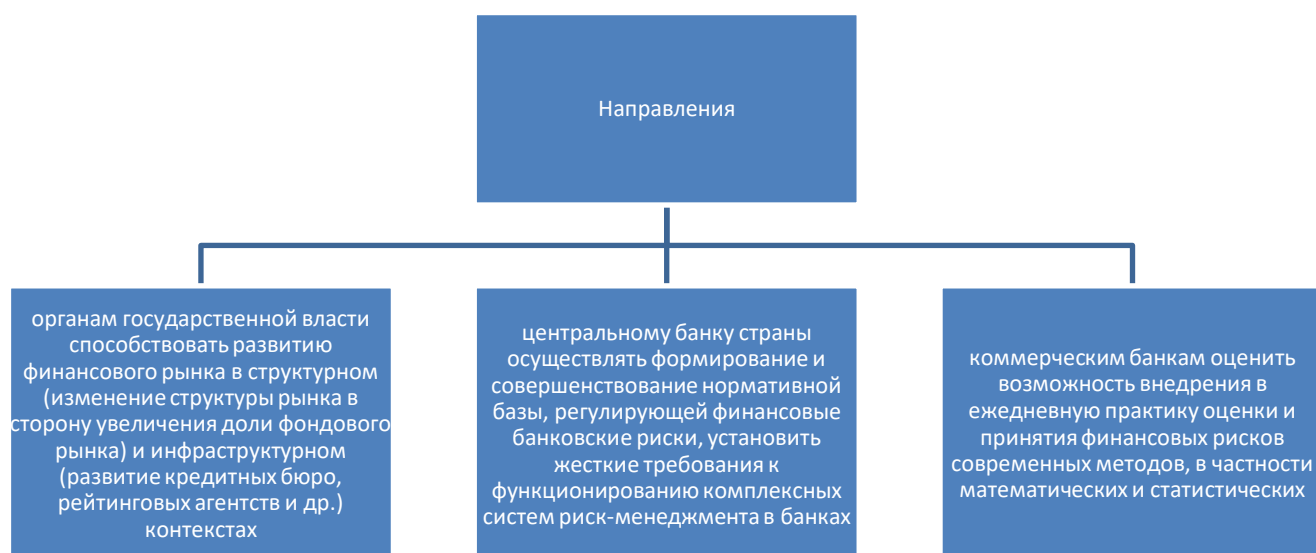 Направления
органам государственной власти
способствовать развитию
финансового рынка в структурном
(изменение структуры рынка в
сторону увеличения доли фондового
рынка) и инфраструктурном
(развитие кредитных бюро,
рейтинговых агентств и др.)
контекстах
центральному банку страны
осуществлять формирование и
совершенствование нормативной
базы, регулирующей финансовые
банковские риски, установить
жесткие требования к
функционированию комплексных
систем риск-менеджмента в банках
коммерческим банкам оценить
возможность внедрения в
ежедневную практику оценки и
принятия финансовых рисков
современных методов, в частности
математических и статистических